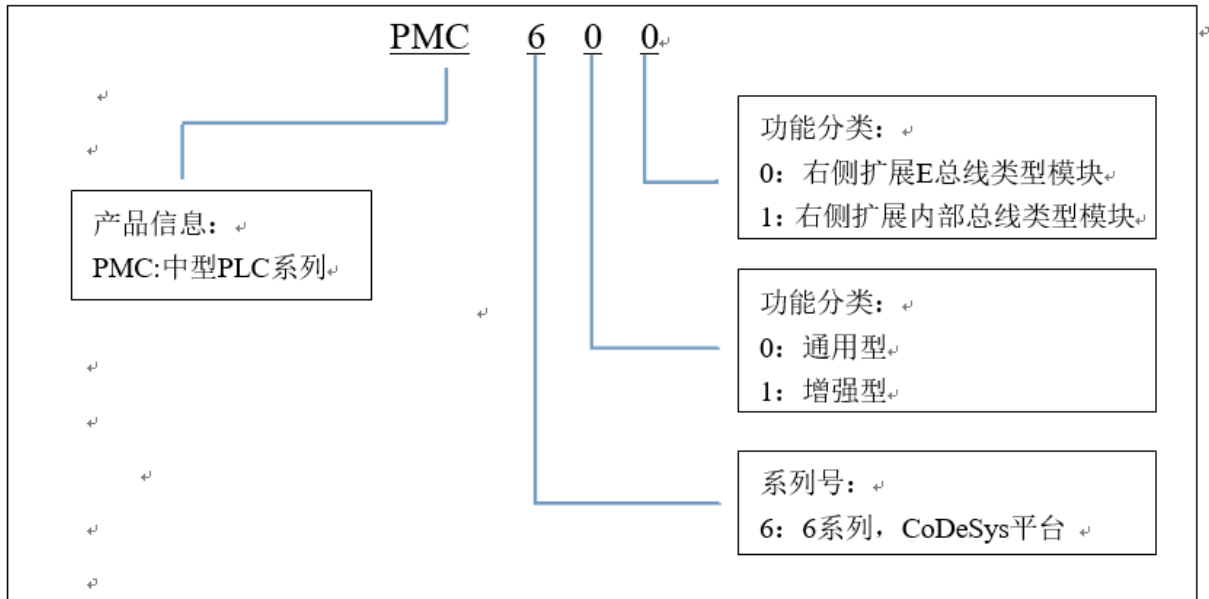 PMC 6 0 0
功能分类：
0：右侧扩展E总线类型模块
1：右侧扩展内部总线类型模块
产品信息：
PMC:中型PLC系列
功能分类：
0：通用型
1：增强型
系列号：
6：6系列，CoDeSys平台